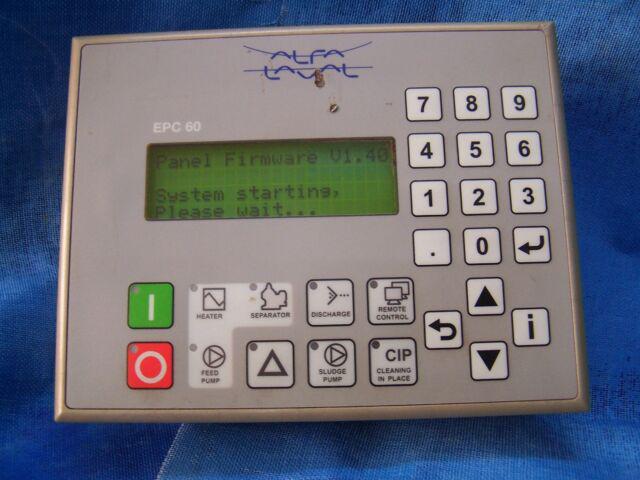 ALFA
LAVAL
EPC 60
Panel Firmware V1.40
System starting,
Please wait...
7 8 9
4 5 6
1 2 3
. 0
HEATER
SEPARATOR
DISCHARGE
REMOTE
CONTROL
FEED
PUMP
SLUDGE
PUMP
CIP
CLEANING
IN PLACE
i